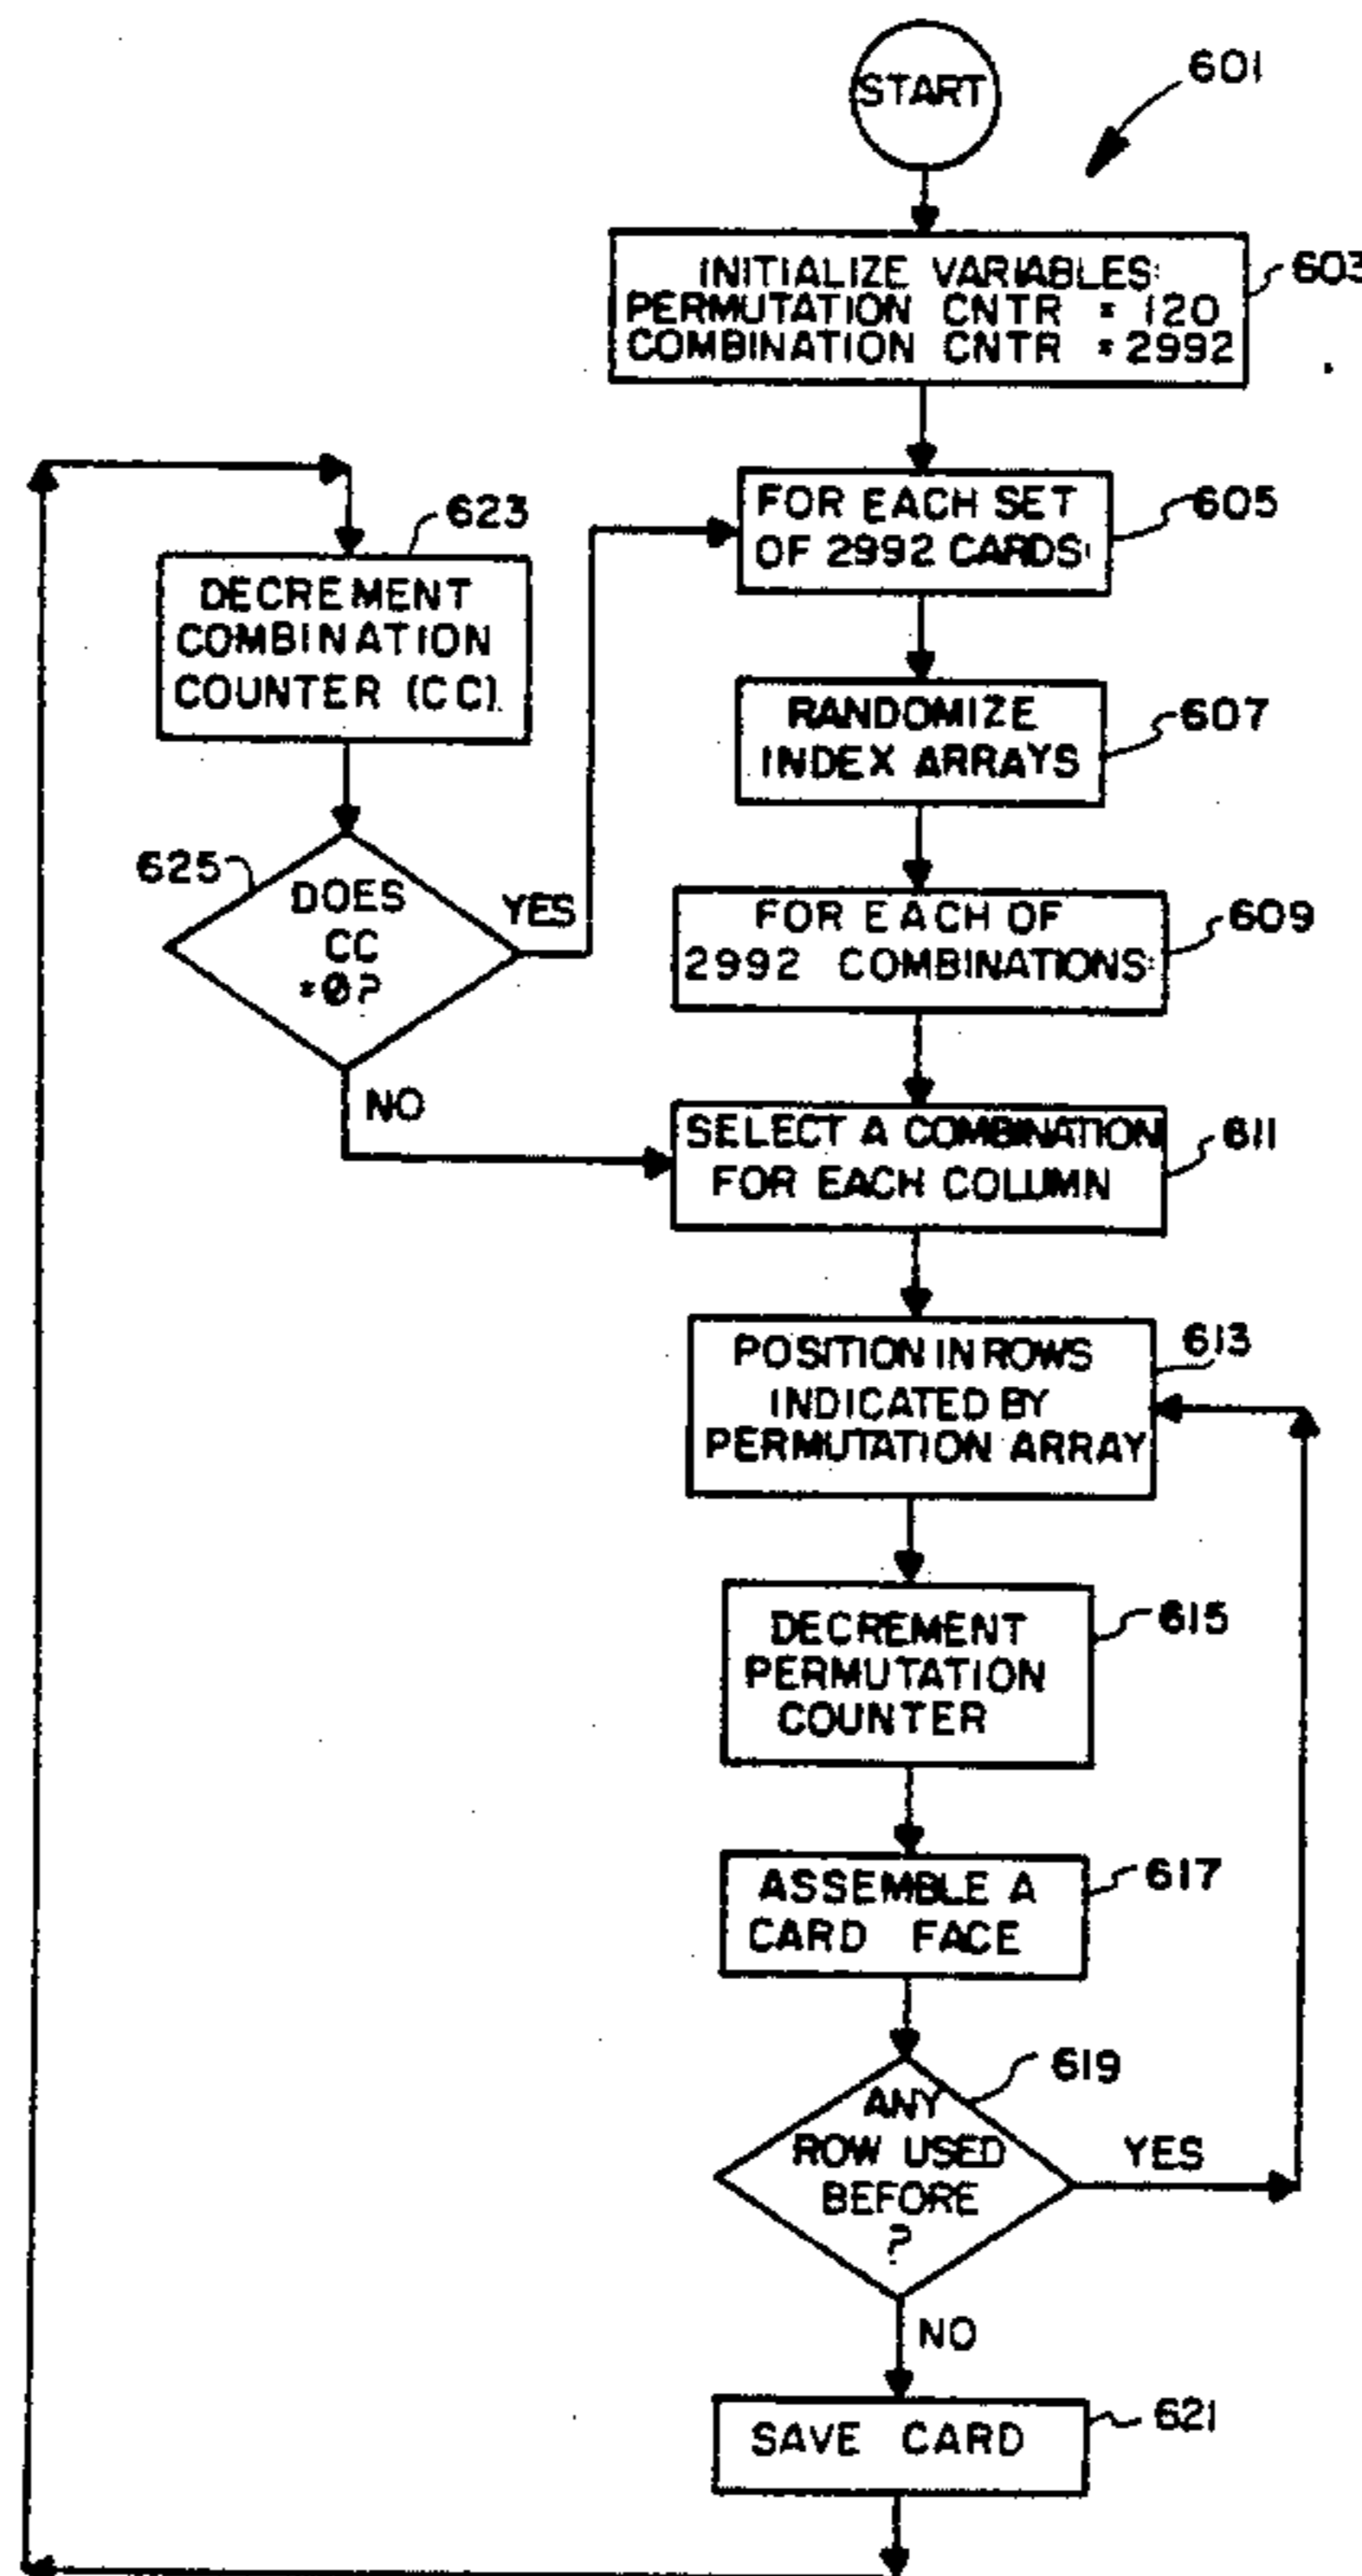 START
601
INITIALIZE VARIABLES:
PERMUTATION CNTR = 120
COMBINATION CNTR = 2992
603
FOR EACH SET
OF 2992 CARDS:
605
623
DECREMENT
COMBINATION
COUNTER (CC)
RANDOMIZE
INDEX ARRAYS
607
625
DOES
CC
=0?
YES
NO
FOR EACH OF
2992 COMBINATIONS:
609
SELECT A COMBINATION
FOR EACH COLUMN
611
POSITION IN ROWS
INDICATED BY
PERMUTATION ARRAY
613
DECREMENT
PERMUTATION
COUNTER
615
ASSEMBLE A
CARD FACE
617
ANY
ROW USED
BEFORE
?
619
YES
NO
SAVE CARD
621